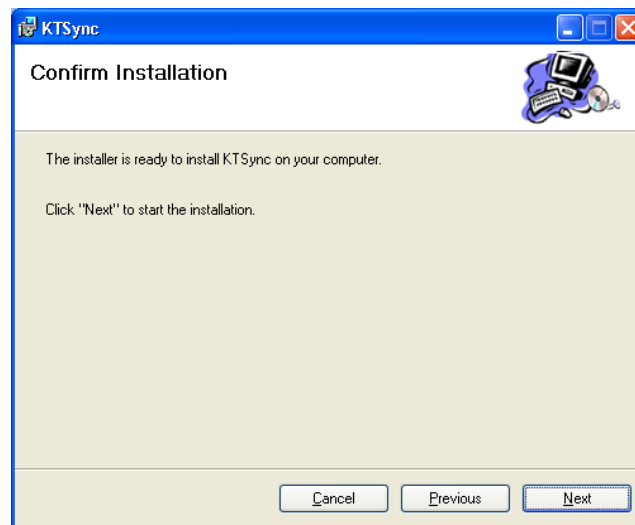 KTSync
Confirm Installation
The installer is ready to install KTSync on your computer.
Click "Next" to start the installation.
Cancel Previous Next